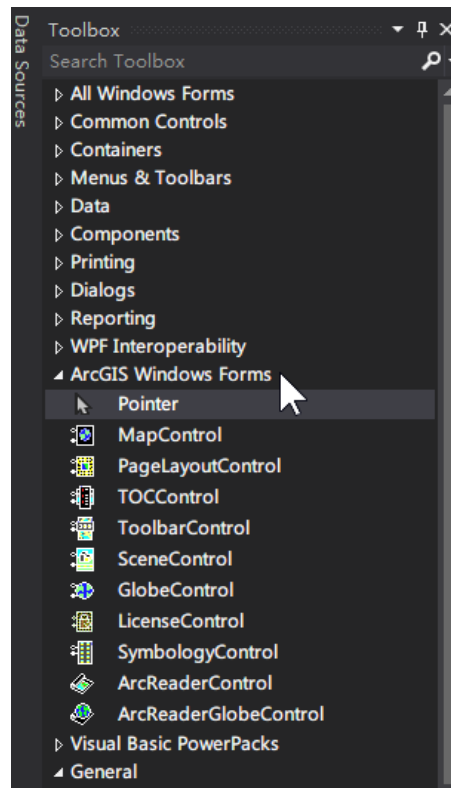 Data Sources
Toolbox
Search Toolbox
All Windows Forms
Common Controls
Containers
Menus & Toolbars
Data
Components
Printing
Dialogs
Reporting
WPF Interoperability
ArcGIS Windows Forms
Pointer
MapControl
PageLayoutControl
TOCControl
ToolbarControl
SceneControl
GlobeControl
LicenseControl
SymbologyControl
ArcReaderControl
ArcReaderGlobeControl
Visual Basic PowerPacks
General